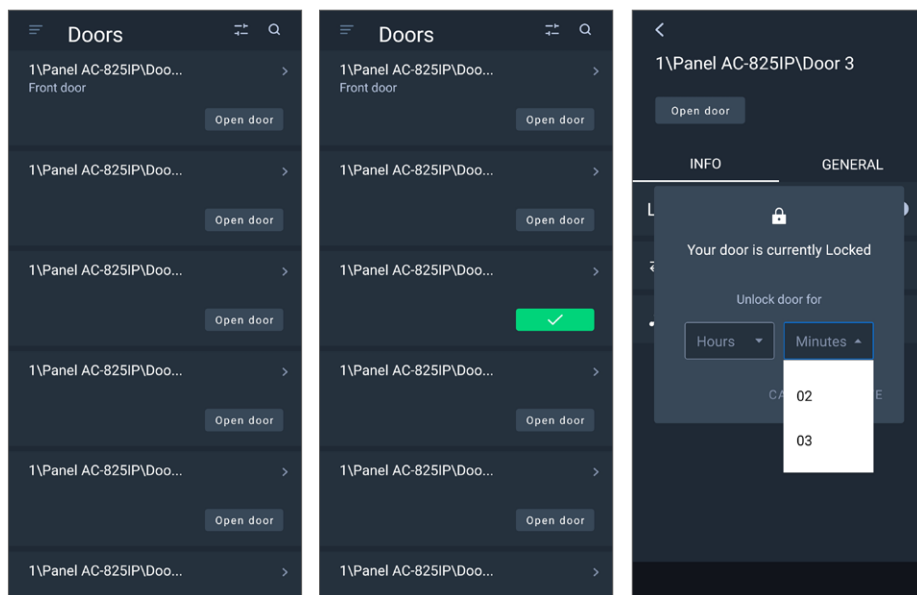 Doors
1\Panel AC-825IP\Doo...
Front door
Open door
1\Panel AC-825IP\Doo...
Open door
1\Panel AC-825IP\Doo...
Open door
1\Panel AC-825IP\Doo...
Open door
1\Panel AC-825IP\Doo...
Open door
1\Panel AC-825IP\Doo...
Doors
1\Panel AC-825IP\Doo...
Front door
Open door
1\Panel AC-825IP\Doo...
Open door
1\Panel AC-825IP\Doo...
1\Panel AC-825IP\Doo...
Open door
1\Panel AC-825IP\Doo...
Open door
1\Panel AC-825IP\Doo...
1\Panel AC-825IP\Door 3
Open door
INFO GENERAL
L
Your door is currently Locked
Unlock door for
Hours Minutes
CA E
02
03